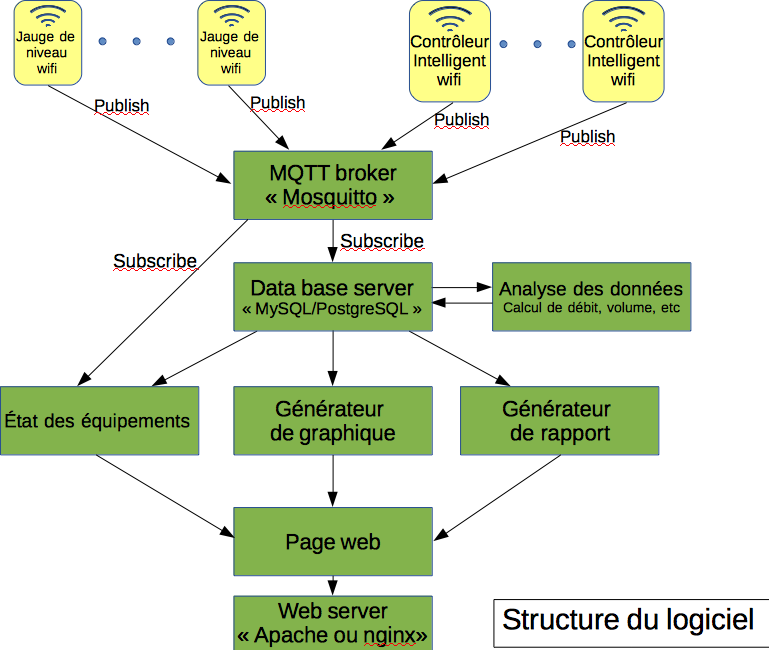 Jauge de
niveau
wifi
Jauge de
niveau
wifi
Contrôleur
Intelligent
wifi
Contrôleur
Intelligent
wifi
Publish
Publish
Publish
Publish
MQTT broker
« Mosquitto »
Subscribe
Subscribe
Data base server
« MySQL/PostgreSQL »
Analyse des données
Calcul de débit, volume, etc
État des équipements
Générateur
de graphique
Générateur
de rapport
Page web
Web server
« Apache ou nginx»
Structure du logiciel